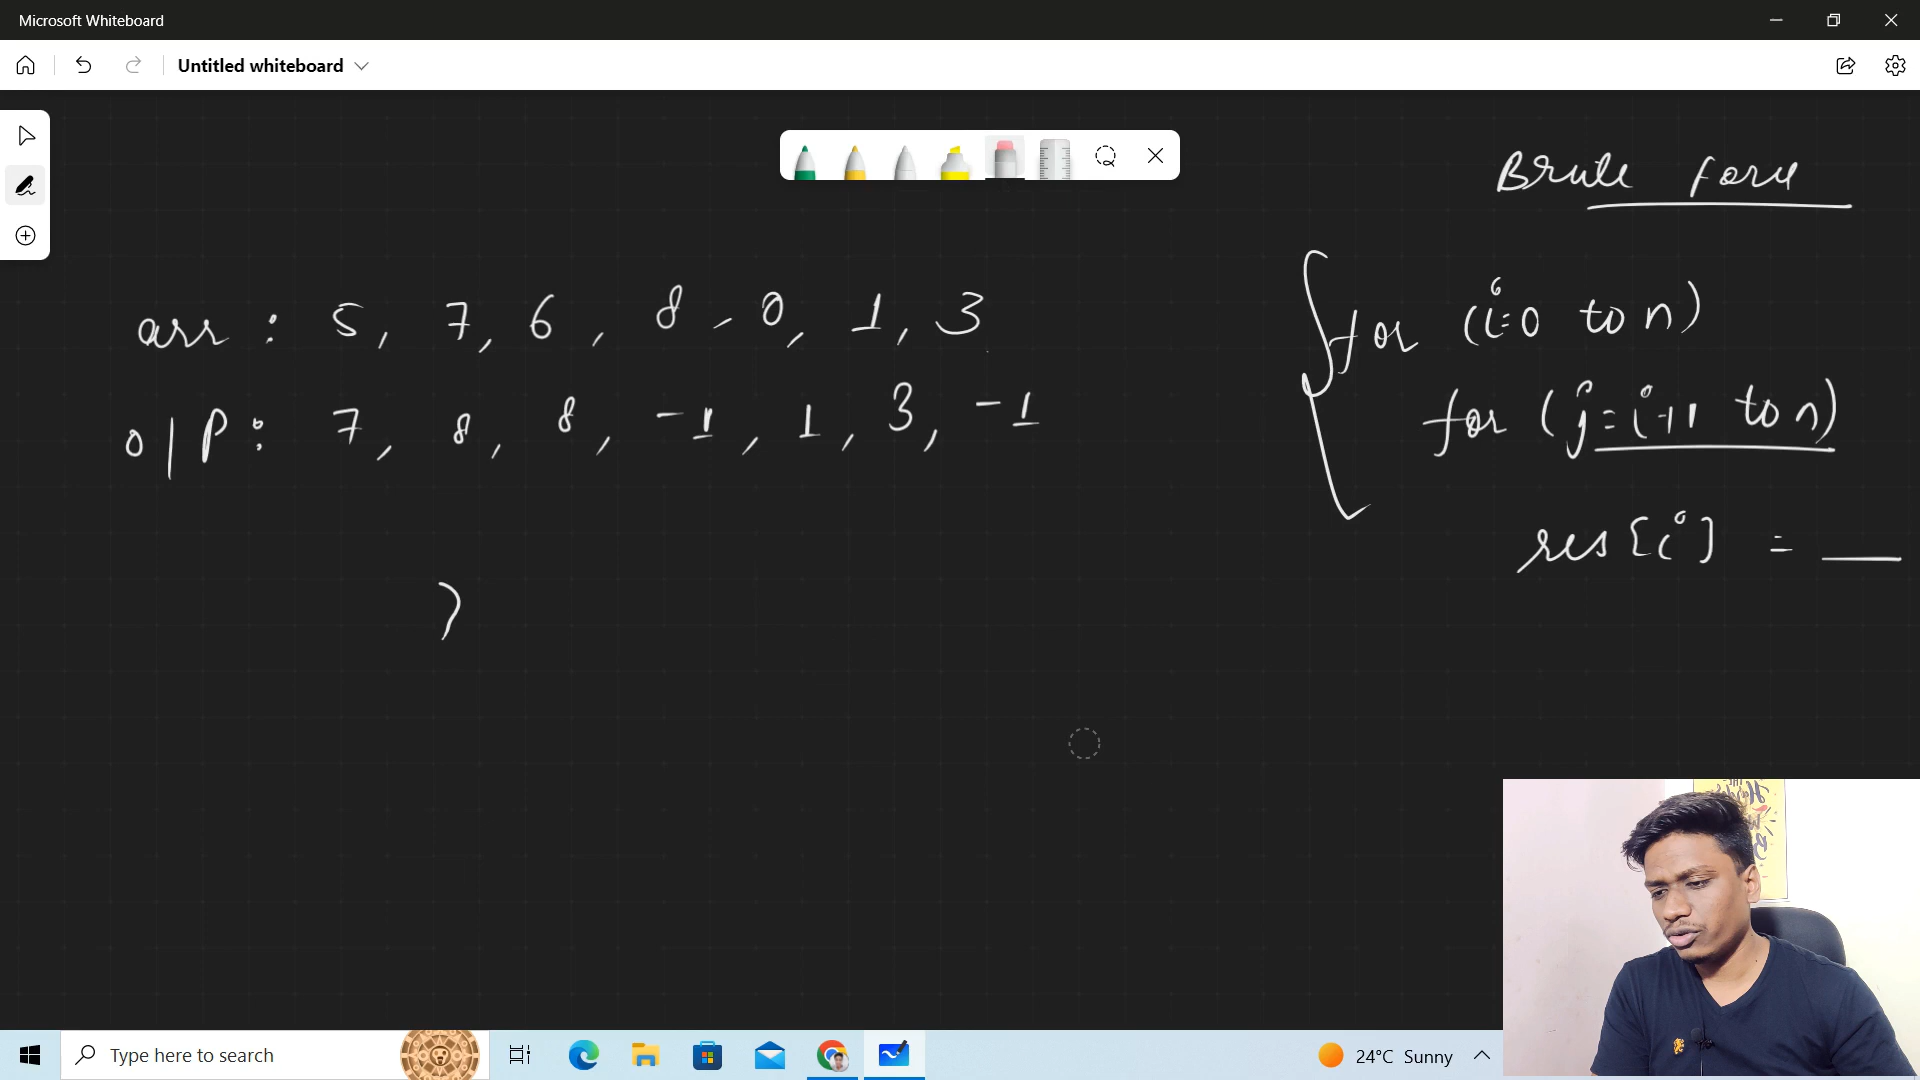 Microsoft Whiteboard
Untitled whiteboard
Brute force
arr : 5, 7, 6, 8, 0, 1, 3
o/p : 7, 8, 8, -1, 1, 3, -1
for (i=0 to n)
for (j=i+1 to n)
res[i] = __
)
Type here to search
24°C Sunny